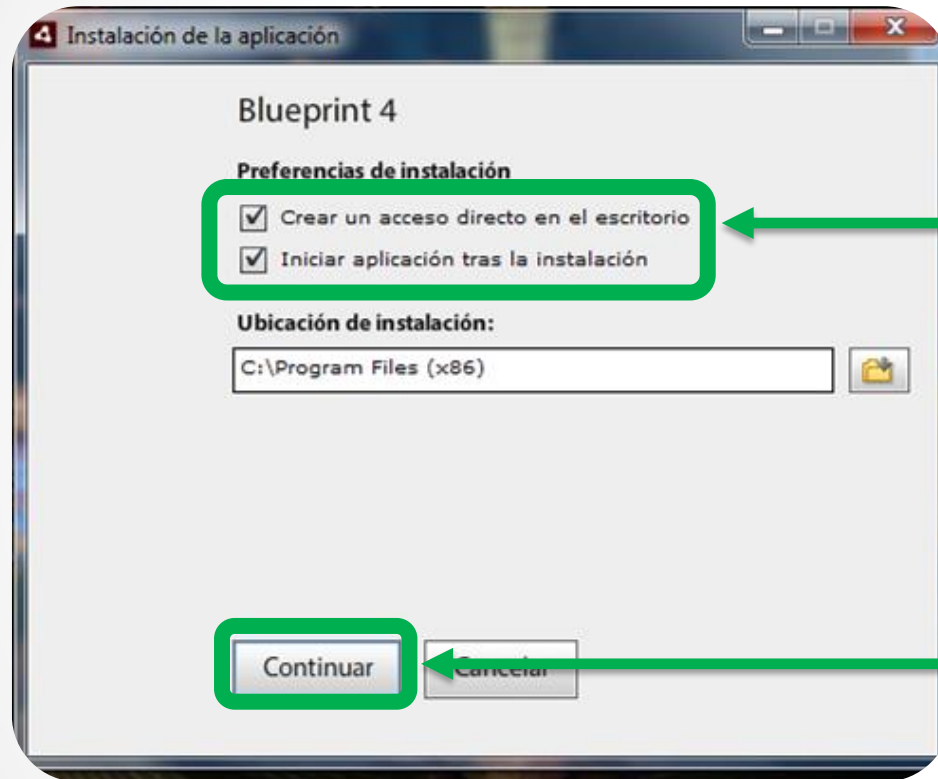 Instalación de la aplicación
Blueprint 4
Preferencias de instalación
Crear un acceso directo en el escritorio
Iniciar aplicación tras la instalación
Ubicación de instalación:
C:\Program Files (x86)
Continuar
Cancelar